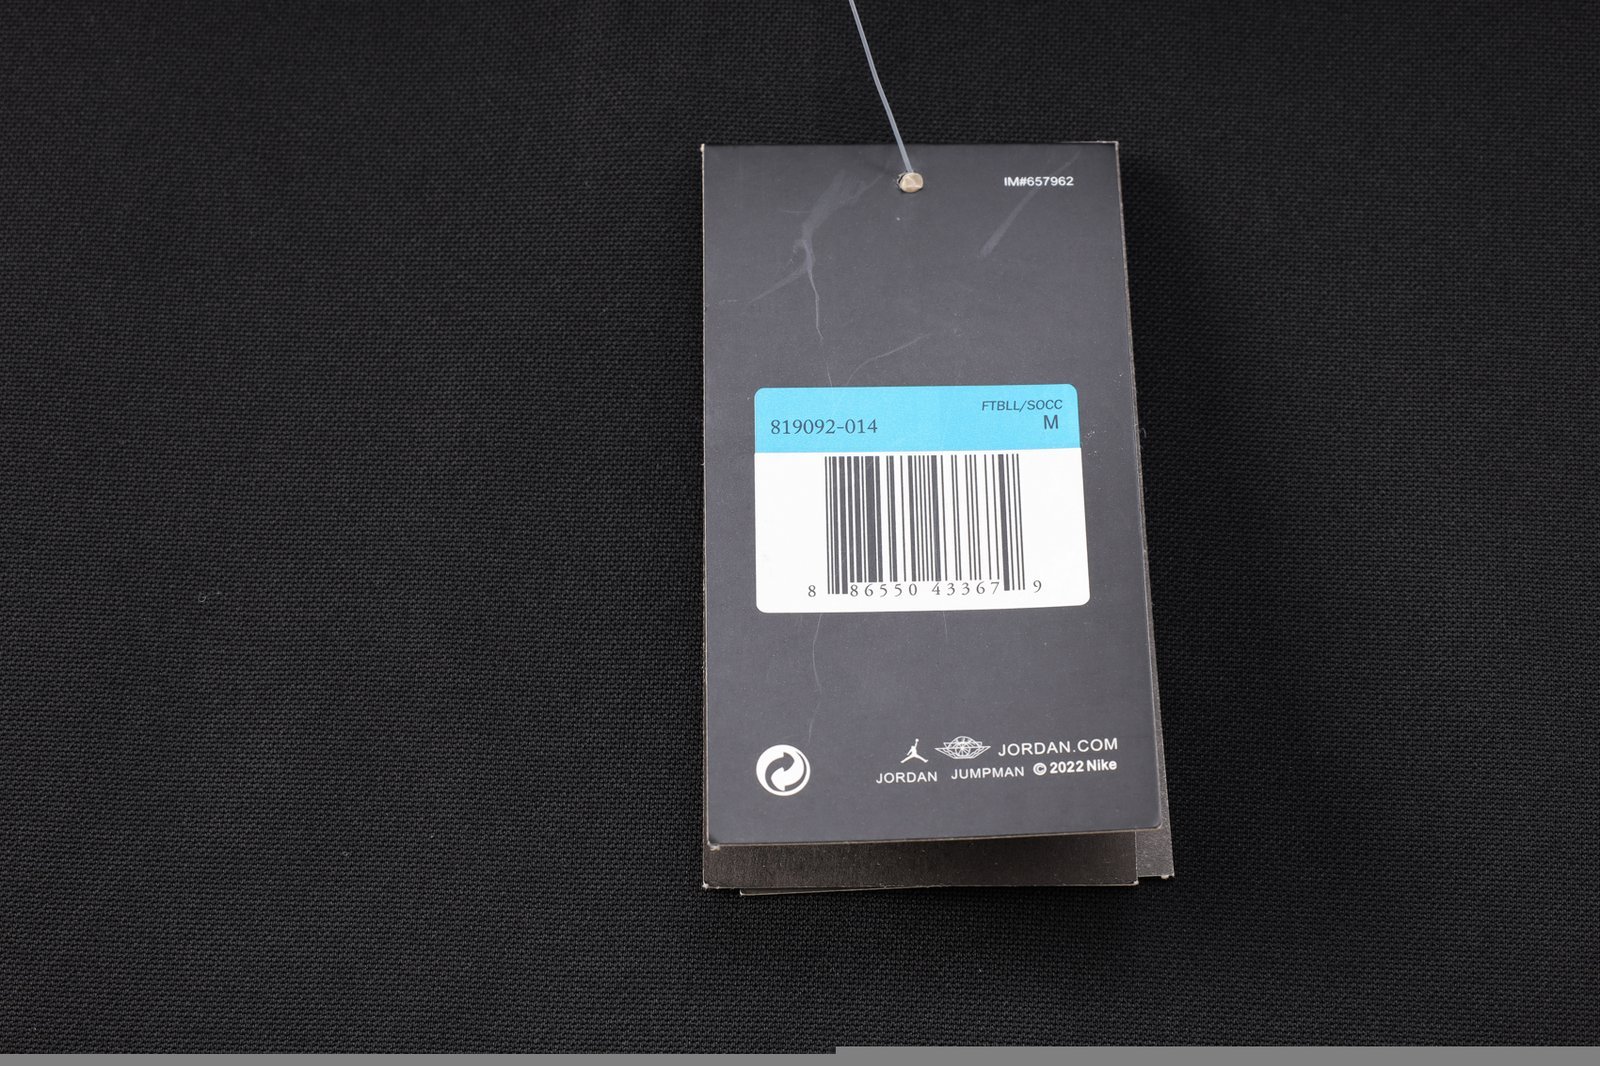 IM#657962
FTBLL/SOCC
819092-014 M
8 86550 43367 9
JORDAN.COM
JORDAN JUMPMAN © 2022 Nike